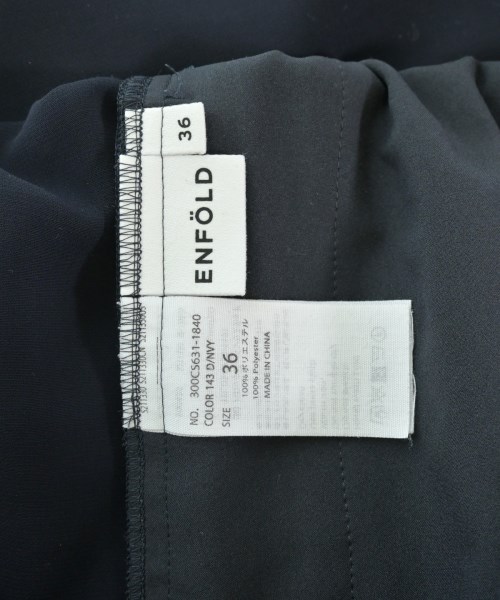 36
ENFÖLD
NO. 300CS631-1840
COLOR 143 D/NVY
SIZE
36
100% ポリエステル
100% Polyester
MADE IN CHINA